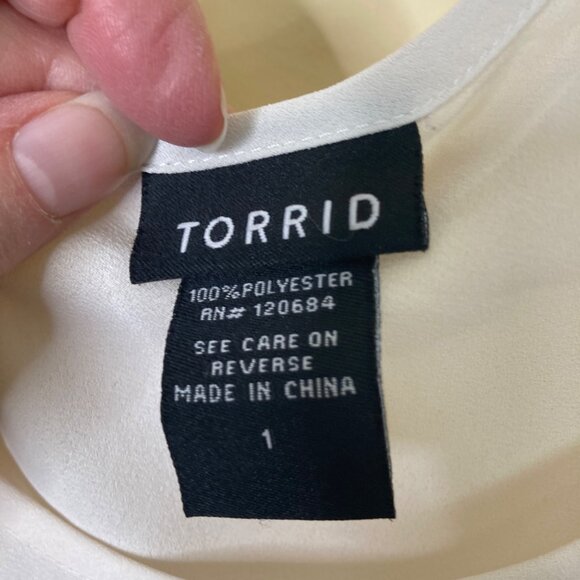 TORRID
100%POLYESTER
RN# 120684
SEE CARE ON
REVERSE
MADE IN CHINA
1